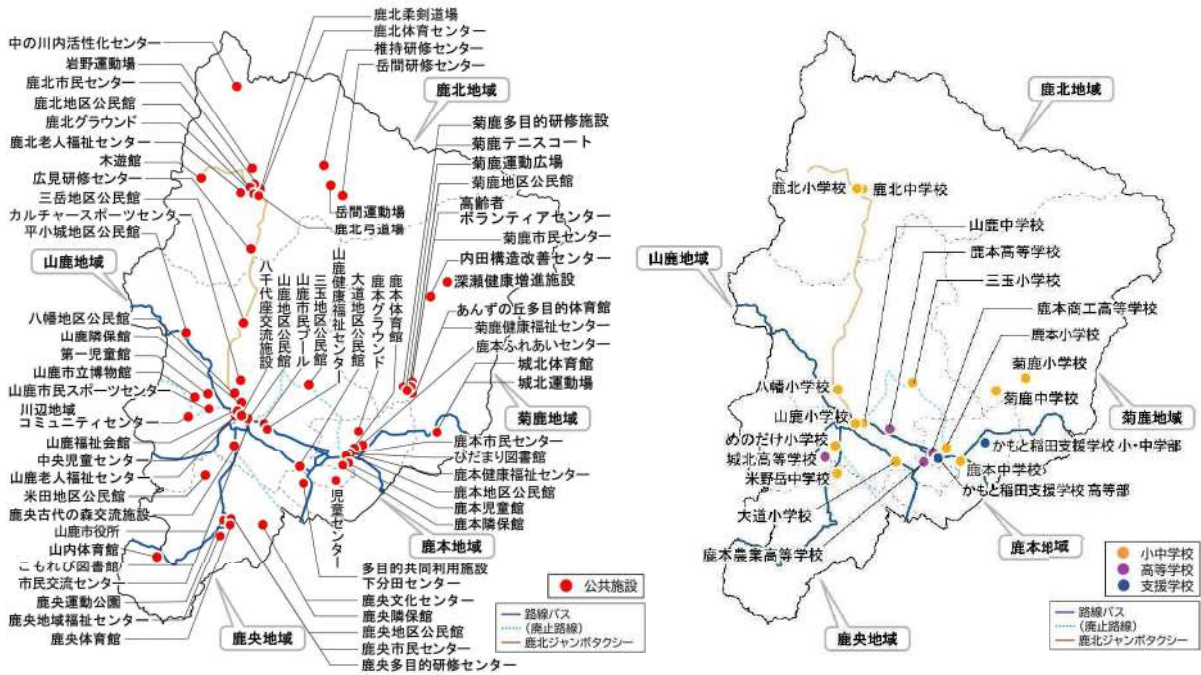 中の川内活性化センター
岩野運動場
鹿北市民センター
鹿北地区公民館
鹿北グラウンド
鹿北老人福祉センター
木遊館
広見研修センター
三岳地区公民館
カルチャースポーツセンター
平小城地区公民館
鹿北柔剣道場
鹿北体育センター
維持研修センター
岳間研修センター
鹿北地域
菊鹿多目的研修施設
菊鹿テニスコート
菊鹿運動広場
菊鹿地区公民館
高齢者
ボランティアセンター
菊鹿市民センター
内田構造改善センター
深瀬健康増進施設
岳間運動場
鹿北弓道場
山鹿地域
八千代座交流施設
山鹿地区公民館
山鹿市民プール
三玉地区公民館
山鹿健康福祉センター
大道地区公民館
鹿本グラウンド
鹿本体育館
あんずの丘多目的体育館
菊鹿健康福祉センター
鹿本ふれあいセンター
城北体育館
城北運動場
菊鹿地域
八幡地区公民館
山鹿隣保館
第一児童館
山鹿市立博物館
山鹿市民スポーツセンター
川辺地域
コミュニティセンター
山鹿福祉会館
中央児童センター
山鹿老人福祉センター
米田地区公民館
鹿央古代の森交流施設
山鹿市役所
山内体育館
こもれび図書館
市民交流センター
鹿央運動公園
鹿央地域福祉センター
鹿央体育館
鹿本市民センター
ひだまり図書館
鹿本健康福祉センター
鹿本地区公民館
鹿本児童館
鹿本隣保館
児童センター
鹿本地域
多目的共同利用施設
下分田センター
鹿央文化センター
鹿央隣保館
鹿央地区公民館
鹿央市民センター
鹿央多目的研修センター
鹿央地域
公共施設
路線バス
(廃止路線)
鹿北ジャンボタクシー
鹿北地域
鹿北小学校
鹿北中学校
山鹿中学校
鹿本高等学校
三玉小学校
鹿本商工高等学校
鹿本小学校
菊鹿小学校
菊鹿中学校
山鹿地域
菊鹿地域
八幡小学校
山鹿小学校
めのだけ小学校
城北高等学校
米野岳中学校
大道小学校
鹿本農業高等学校
かもと稲田支援学校 小・中学部
鹿本中学校
かもと稲田支援学校 高等部
鹿本地域
鹿央地域
小中学校
高等学校
支援学校
路線バス
(廃止路線)
鹿北ジャンボタクシー